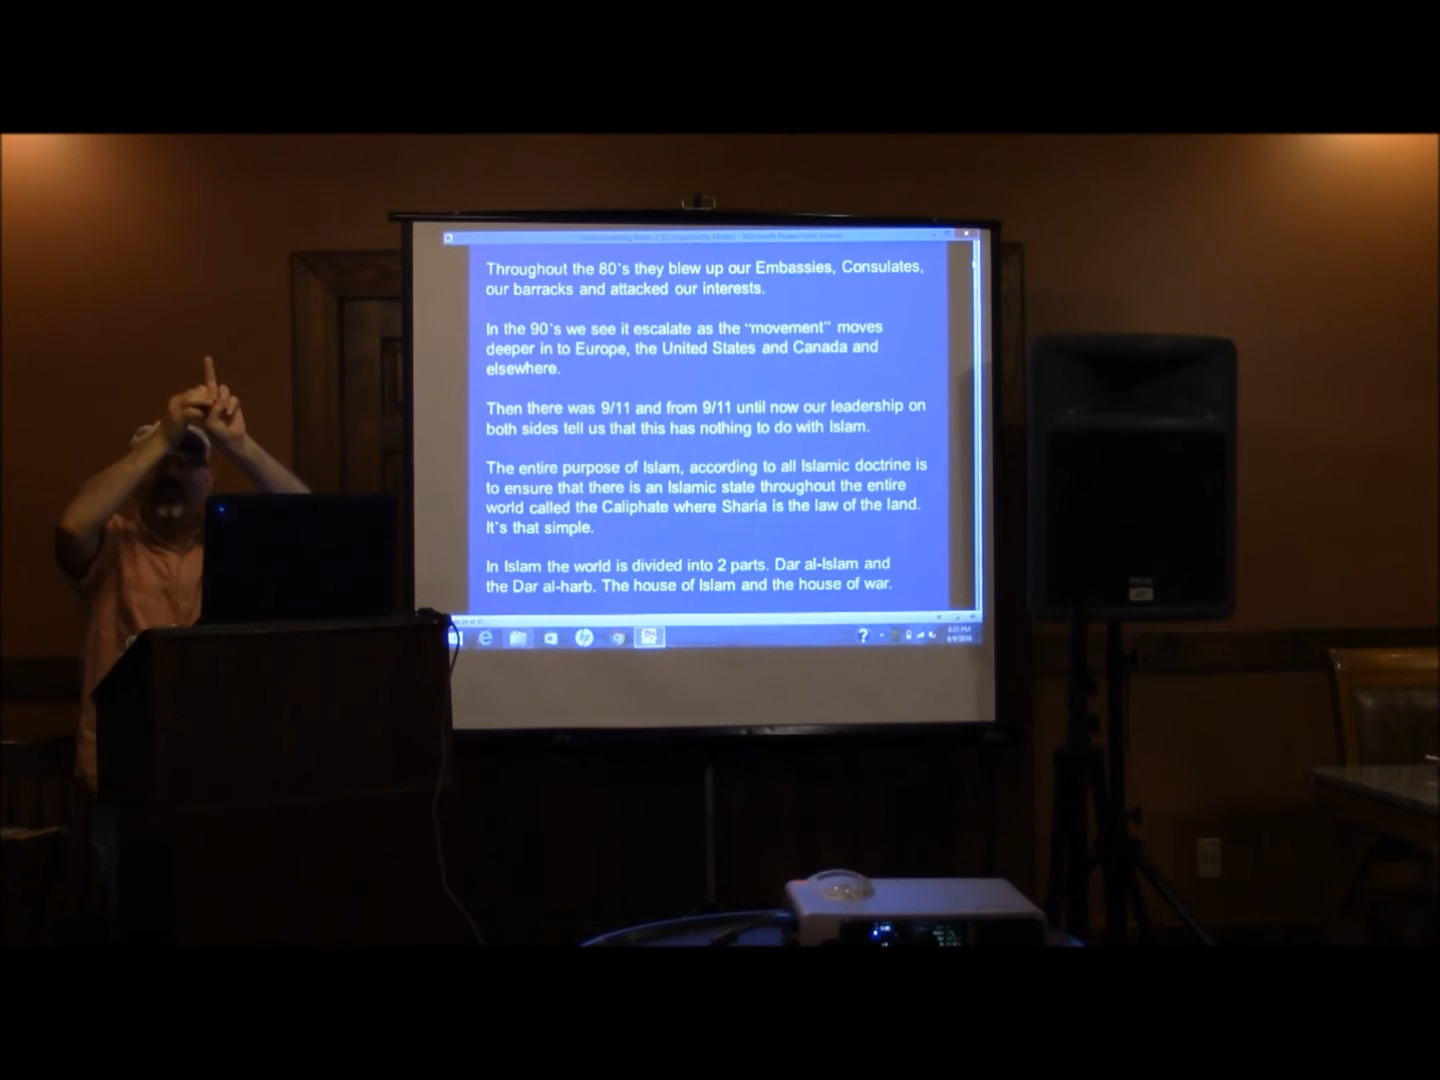 Microsoft PowerPoint Viewer
Throughout the 80's they blew up our Embassies, Consulates,
our barracks and attacked our interests.
In the 90's we see it escalate as the "movement" moves
deeper in to Europe, the United States and Canada and
elsewhere.
Then there was 9/11 and from 9/11 until now our leadership on
both sides tell us that this has nothing to do with Islam.
The entire purpose of Islam, according to all Islamic doctrine is
to ensure that there is an Islamic state throughout the entire
world called the Caliphate where Sharia is the law of the land.
It's that simple.
In Islam the world is divided into 2 parts. Dar al-Islam and
the Dar al-harb. The house of Islam and the house of war.